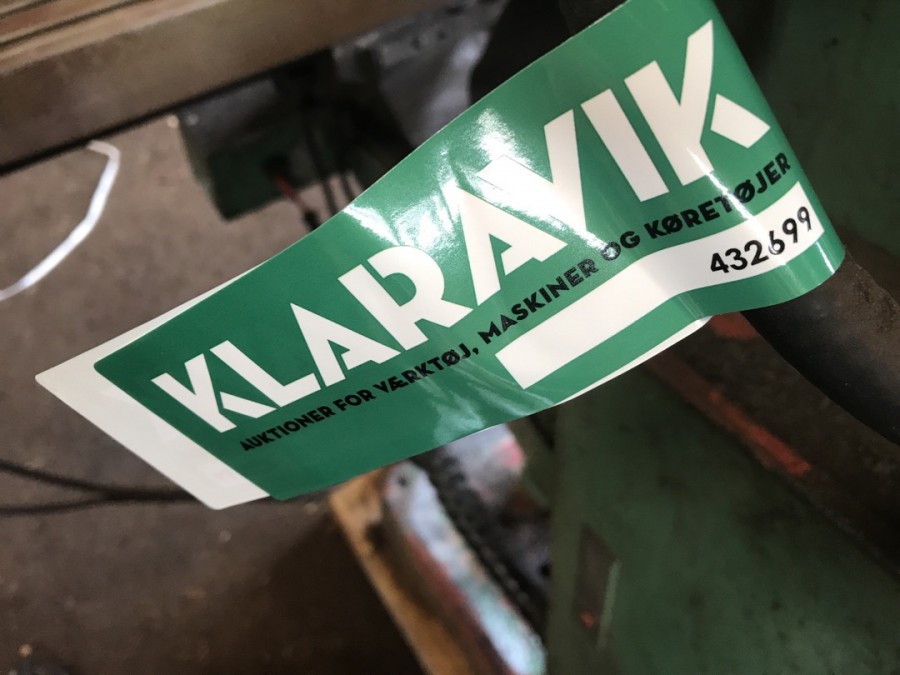 KLARAVIK
AUKTIONER FOR VÆRKTØJ, MASKINER OG KØRETØJER
432699